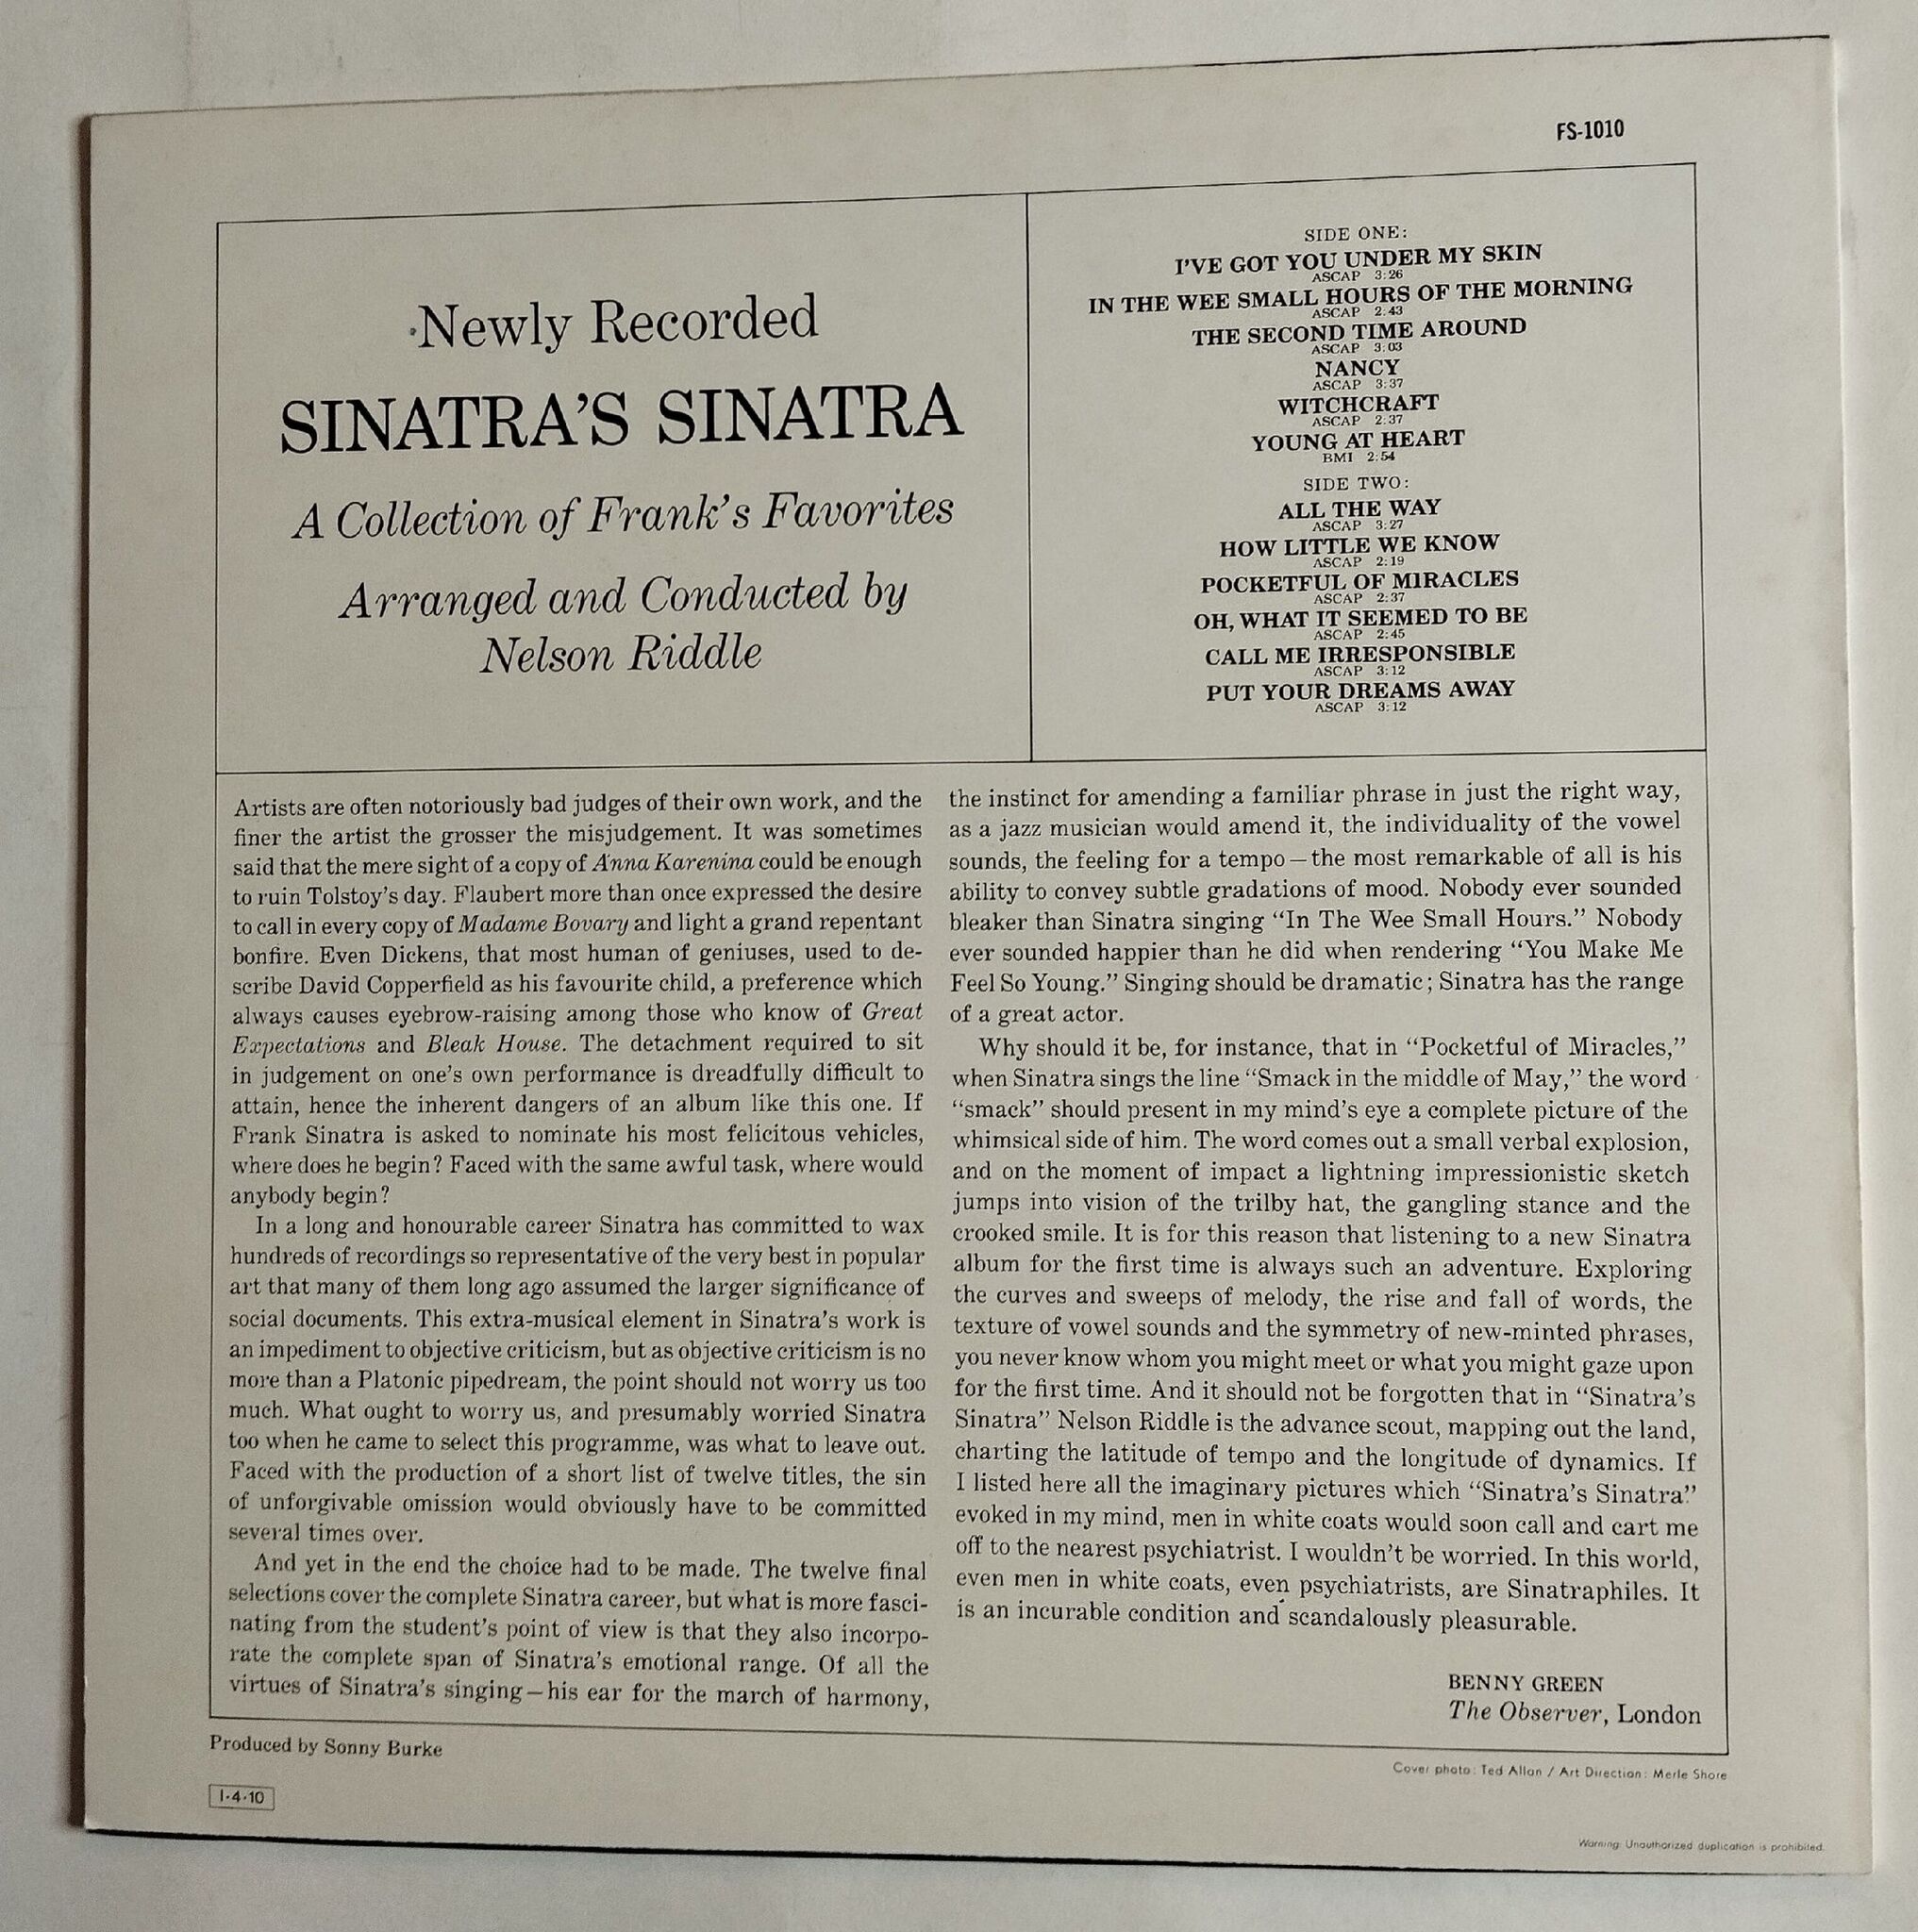 FS-1010
Newly Recorded
SINATRA'S SINATRA
A Collection of Frank's Favorites
Arranged and Conducted by
Nelson Riddle
SIDE ONE:
I'VE GOT YOU UNDER MY SKIN
ASCAP 3:26
IN THE WEE SMALL HOURS OF THE MORNING
ASCAP 2:43
THE SECOND TIME AROUND
ASCAP 3:03
NANCY
ASCAP 3:37
WITCHCRAFT
ASCAP 2:37
YOUNG AT HEART
BMI 2:54
SIDE TWO:
ALL THE WAY
ASCAP 3:27
HOW LITTLE WE KNOW
ASCAP 2:19
POCKETFUL OF MIRACLES
ASCAP 2:37
OH, WHAT IT SEEMED TO BE
ASCAP 2:45
CALL ME IRRESPONSIBLE
ASCAP 3:12
PUT YOUR DREAMS AWAY
ASCAP 3:12
Artists are often notoriously bad judges of their own work, and the
finer the artist the grosser the misjudgement. It was sometimes
said that the mere sight of a copy of Anna Karenina could be enough
to ruin Tolstoy's day. Flaubert more than once expressed the desire
to call in every copy of Madame Bovary and light a grand repentant
bonfire. Even Dickens, that most human of geniuses, used to de-
scribe David Copperfield as his favourite child, a preference which
always causes eyebrow-raising among those who know of Great
Expectations and Bleak House. The detachment required to sit
in judgement on one's own performance is dreadfully difficult to
attain, hence the inherent dangers of an album like this one. If
Frank Sinatra is asked to nominate his most felicitous vehicles,
where does he begin? Faced with the same awful task, where would
anybody begin?
In a long and honourable career Sinatra has committed to wax
hundreds of recordings so representative of the very best in popular
art that many of them long ago assumed the larger significance of
social documents. This extra-musical element in Sinatra's work is
an impediment to objective criticism, but as objective criticism is no
more than a Platonic pipedream, the point should not worry us too
much. What ought to worry us, and presumably worried Sinatra
too when he came to select this programme, was what to leave out.
Faced with the production of a short list of twelve titles, the sin
of unforgivable omission would obviously have to be committed
several times over.
And yet in the end the choice had to be made. The twelve final
selections cover the complete Sinatra career, but what is more fasci-
nating from the student's point of view is that they also incorpo-
rate the complete span of Sinatra's emotional range. Of all the
virtues of Sinatra's singing—his ear for the march of harmony,
the instinct for amending a familiar phrase in just the right way,
as a jazz musician would amend it, the individuality of the vowel
sounds, the feeling for a tempo—the most remarkable of all is his
ability to convey subtle gradations of mood. Nobody ever sounded
bleaker than Sinatra singing "In The Wee Small Hours." Nobody
ever sounded happier than he did when rendering "You Make Me
Feel So Young." Singing should be dramatic; Sinatra has the range
of a great actor.
Why should it be, for instance, that in "Pocketful of Miracles,"
when Sinatra sings the line "Smack in the middle of May," the word
"smack" should present in my mind's eye a complete picture of the
whimsical side of him. The word comes out a small verbal explosion,
and on the moment of impact a lightning impressionistic sketch
jumps into vision of the trilby hat, the gangling stance and the
crooked smile. It is for this reason that listening to a new Sinatra
album for the first time is always such an adventure. Exploring
the curves and sweeps of melody, the rise and fall of words, the
texture of vowel sounds and the symmetry of new-minted phrases,
you never know whom you might meet or what you might gaze upon
for the first time. And it should not be forgotten that in "Sinatra's
Sinatra" Nelson Riddle is the advance scout, mapping out the land,
charting the latitude of tempo and the longitude of dynamics. If
I listed here all the imaginary pictures which "Sinatra's Sinatra"
evoked in my mind, men in white coats would soon call and cart me
off to the nearest psychiatrist. I wouldn't be worried. In this world,
even men in white coats, even psychiatrists, are Sinatraphiles. It
is an incurable condition and scandalously pleasurable.
BENNY GREEN
The Observer, London
Produced by Sonny Burke
Cover photo: Ted Allan / Art Direction: Merle Shore
1-4-10
Warning: Unauthorized duplication is prohibited.